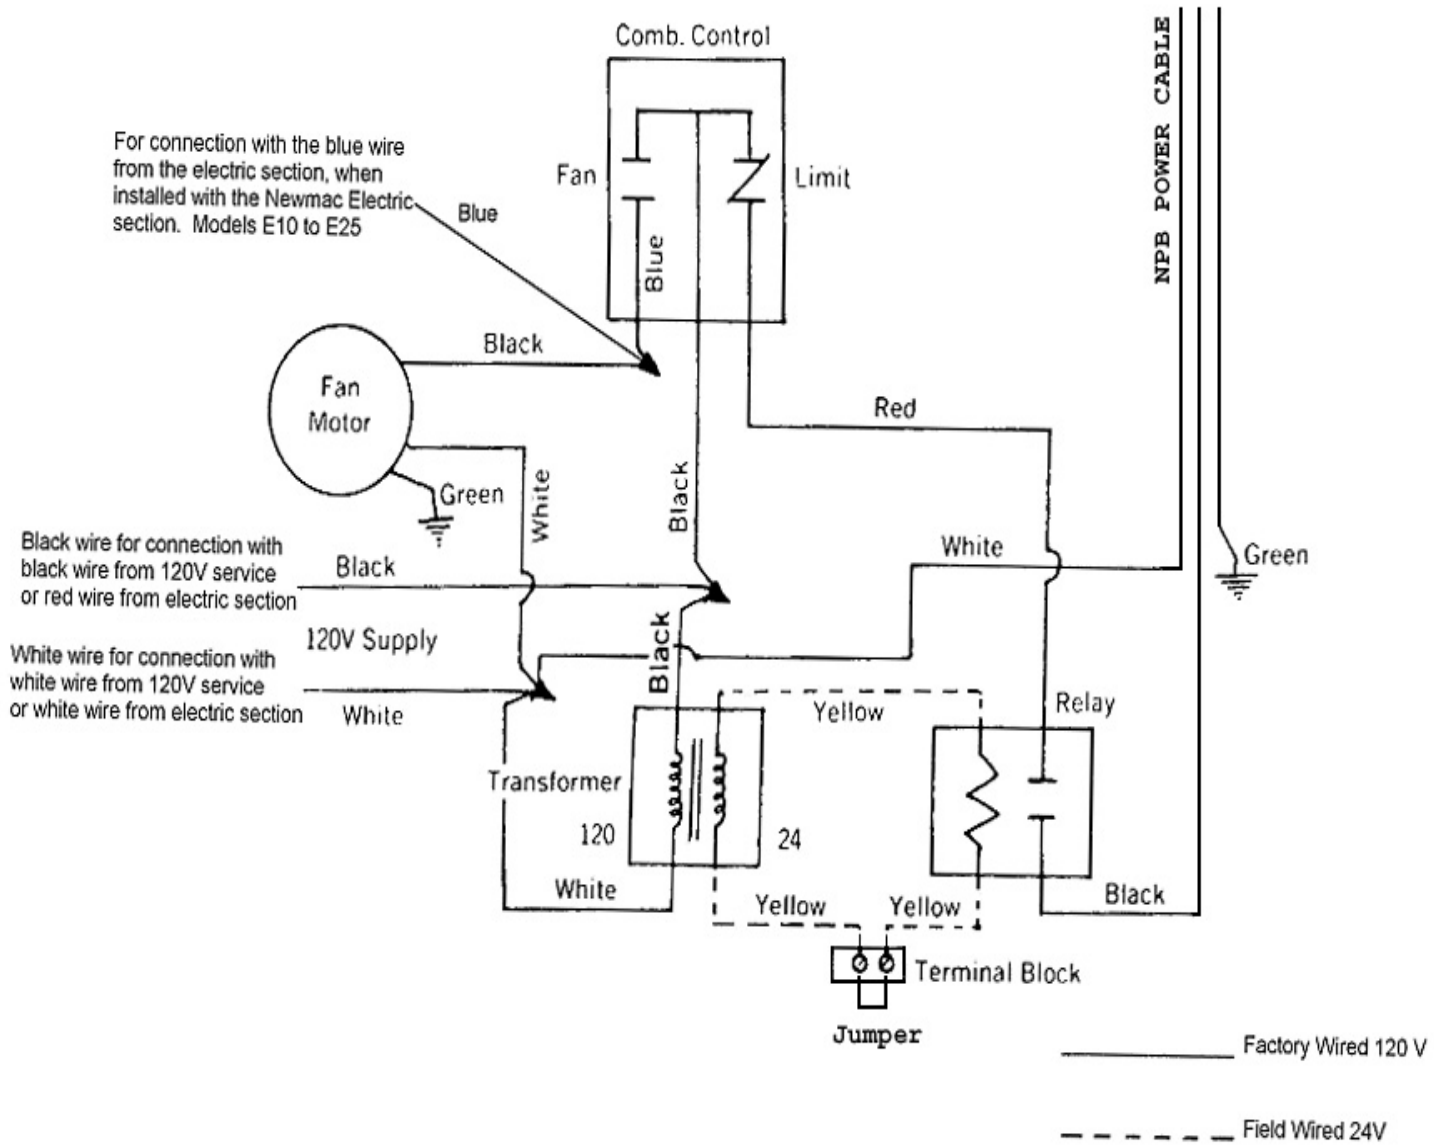 Comb. Control
NPB POWER CABLE
For connection with the blue wire
from the electric section, when
installed with the Newmac Electric
section. Models E10 to E25
Blue
Fan
Limit
Blue
Black
Fan
Motor
Red
Green
White
Black
Black wire for connection with
black wire from 120V service
or red wire from electric section
Black
White
Green
120V Supply
White wire for connection with
white wire from 120V service
or white wire from electric section
White
Black
Yellow
Relay
Transformer
120
24
White
Yellow
Yellow
Black
Terminal Block
Jumper
Factory Wired 120 V
Field Wired 24V